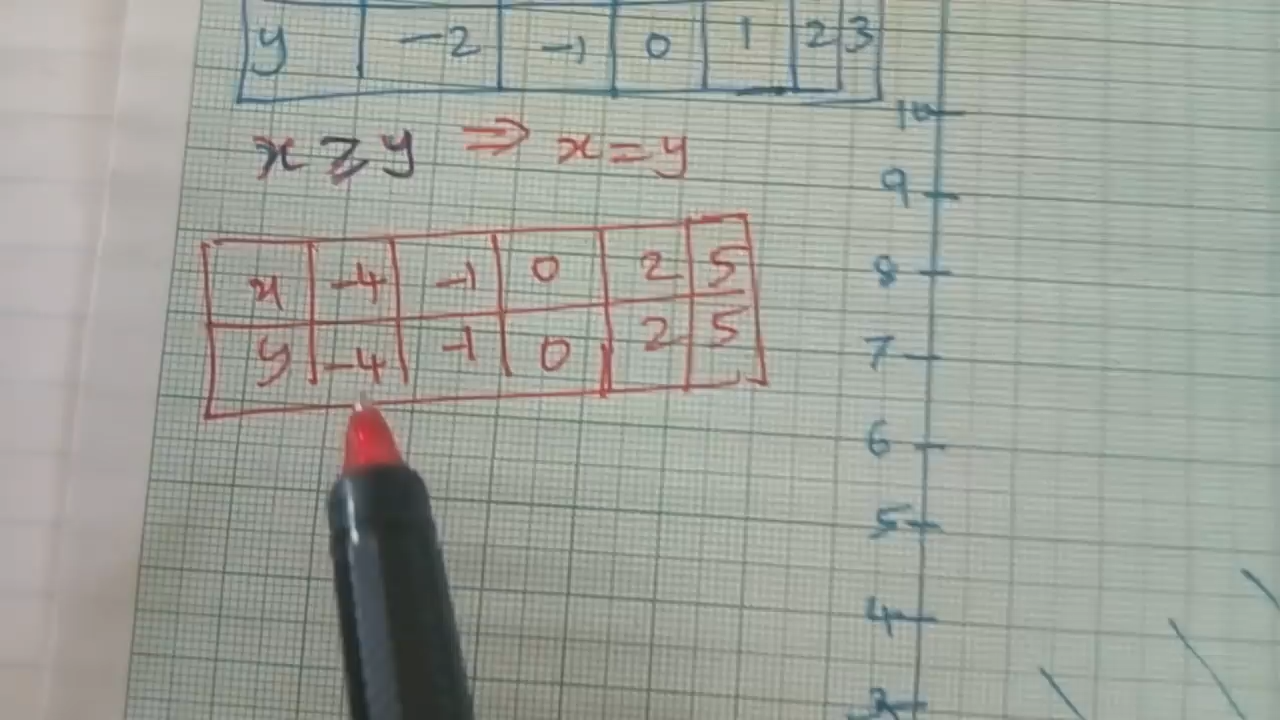 y -2 -1 0 1 2 3
x ≥ y ⇒ x = y
x -4 -1 0 2 5
y -4 -1 0 2 5
10
9
8
7
6
5
4
3